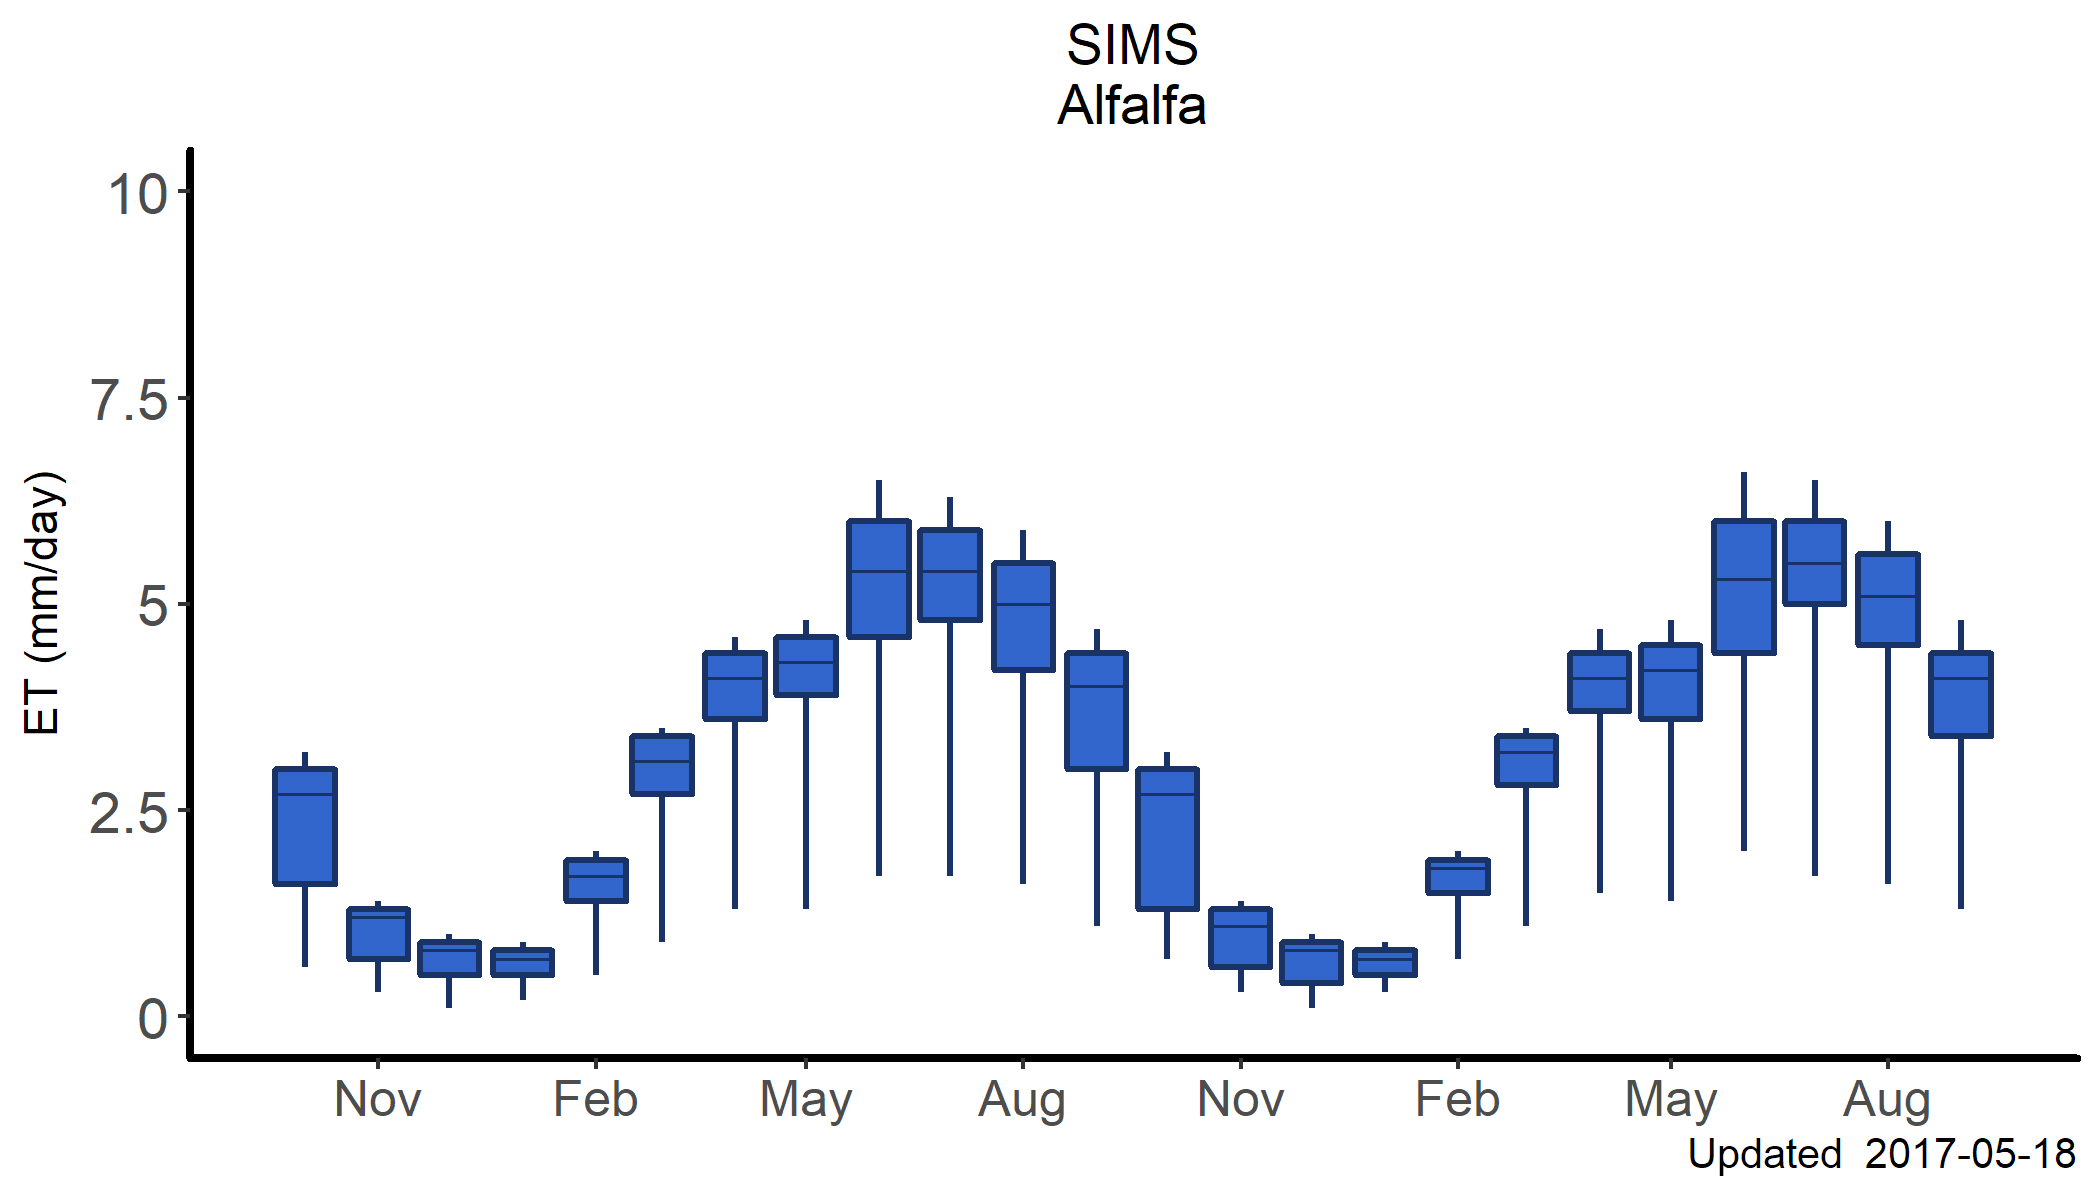 SIMS
Alfalfa
ET (mm/day)
10
7.5
5
2.5
0
Nov Feb May Aug Nov Feb May Aug
Updated 2017-05-18